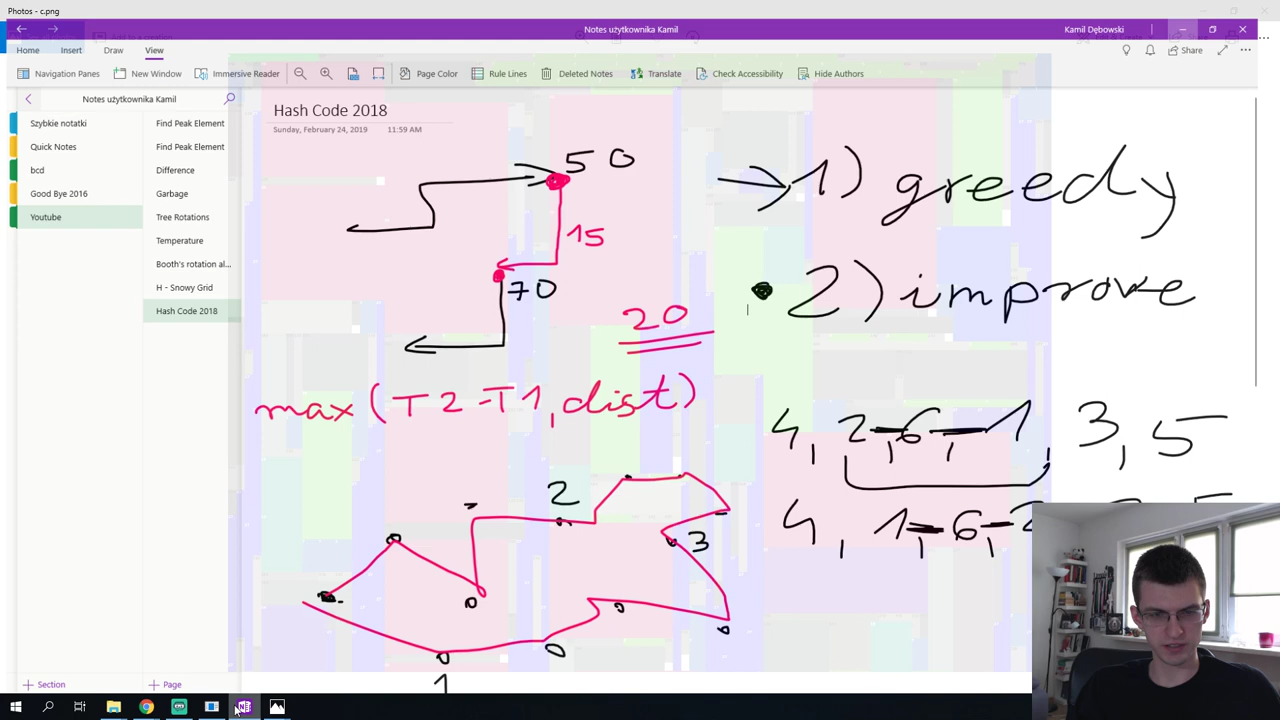 Photos - c.png
Notes użytkownika Kamil
Kamil Dębowski
Home Insert Draw View
Share
Navigation Panes New Window Immersive Reader Page Color Rule Lines Deleted Notes Translate Check Accessibility Hide Authors
Notes użytkownika Kamil
Szybkie notatki
Quick Notes
bcd
Good Bye 2016
Youtube
Find Peak Element
Find Peak Element
Difference
Garbage
Tree Rotations
Temperature
Booth's rotation al...
H - Snowy Grid
Hash Code 2018
Section
Page
Hash Code 2018
Sunday, February 24, 2019 11:59 AM
50
15
70
20
max(T2-T1, dist)
2
3
1
1) greedy
2) improve
4, 2, 6, 1, 3, 5
4, 1, 6, 2